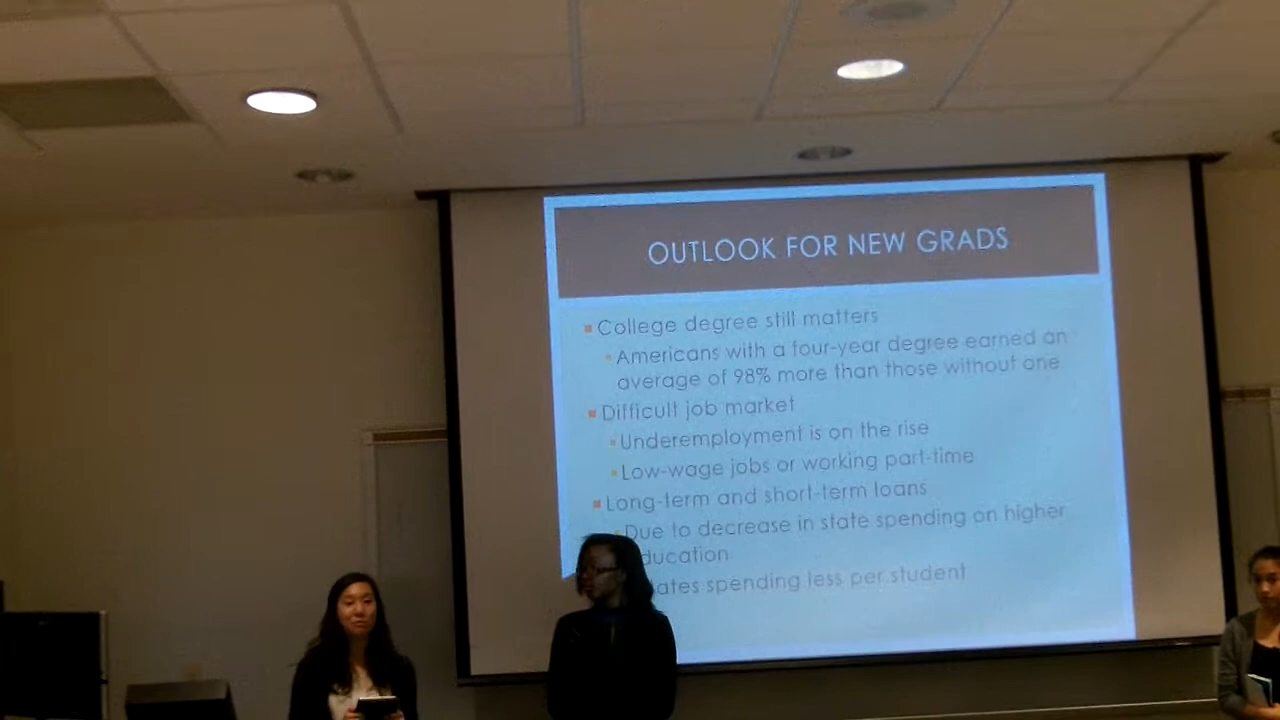 OUTLOOK FOR NEW GRADS
College degree still matters
Americans with a four-year degree earned an
average of 98% more than those without one
Difficult job market
Underemployment is on the rise
Low-wage jobs or working part-time
Long-term and short-term loans
Due to decrease in state spending on higher
ducation
ates spending less per student